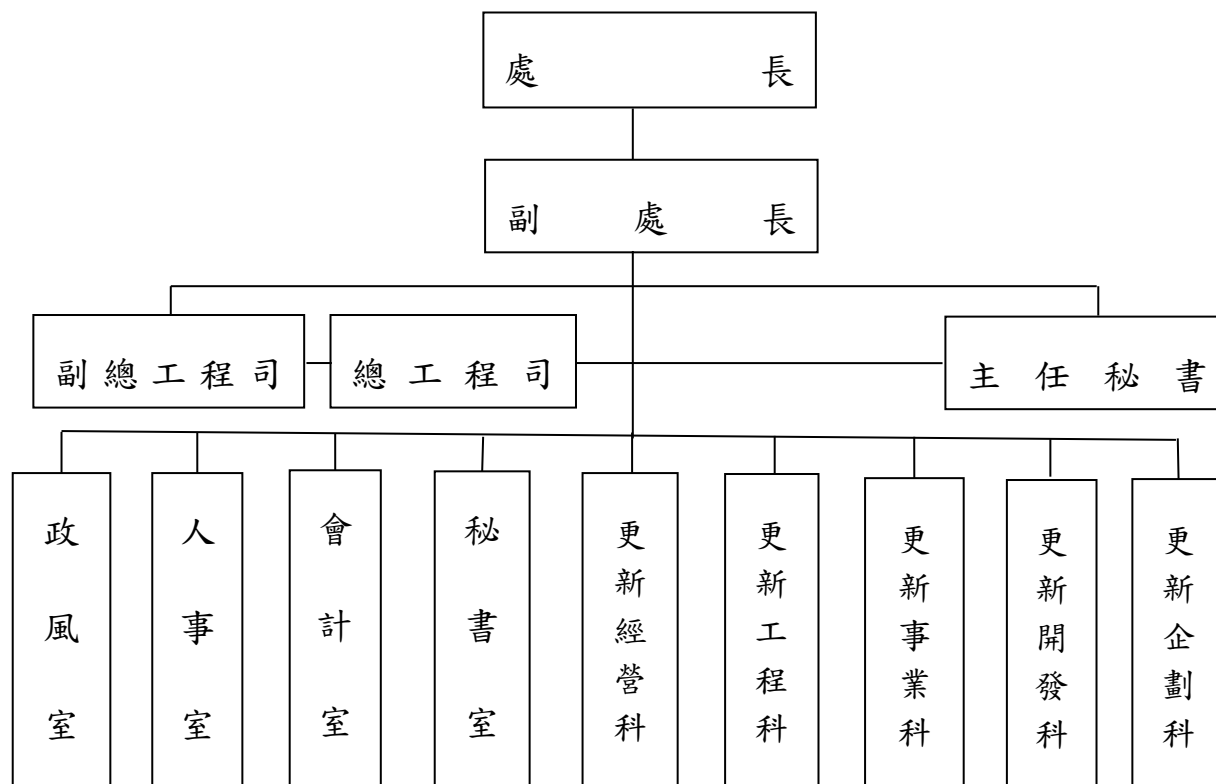 處長
副處長
副總工程司
總工程司
主任秘書
政風室
人事室
會計室
秘書室
更新經營科
更新工程科
更新事業科
更新開發科
更新企劃科